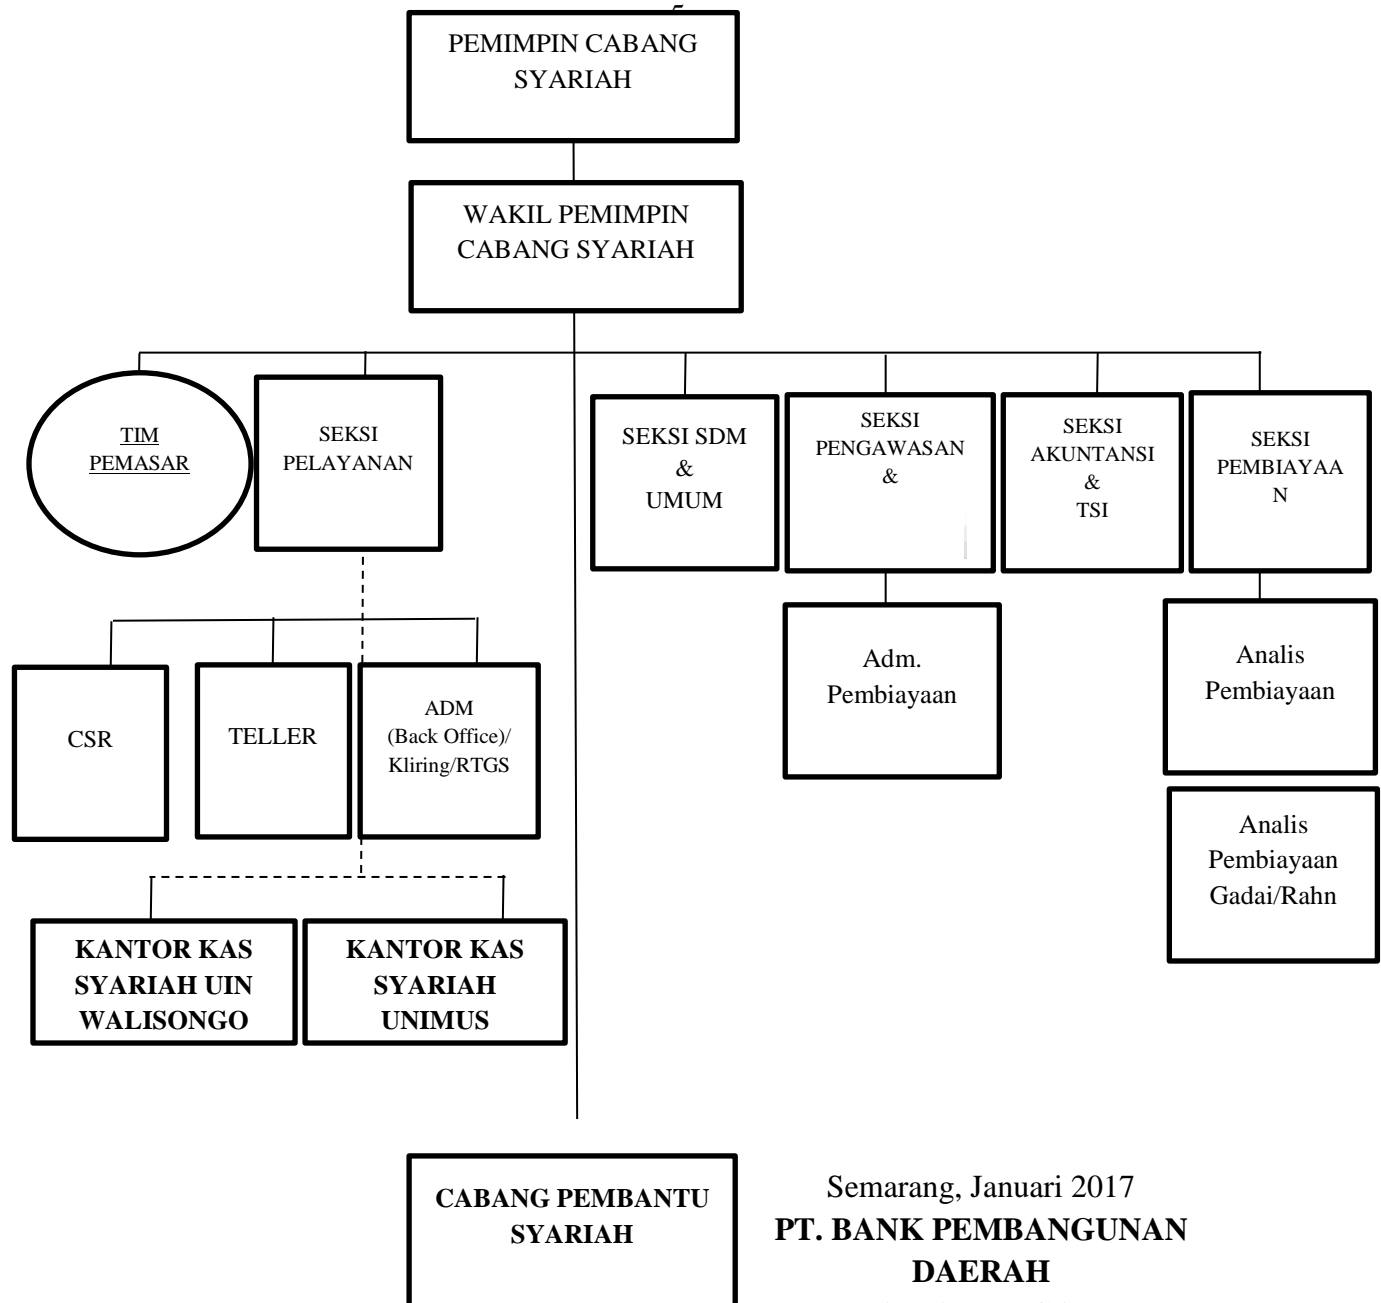 PEMIMPIN CABANG
SYARIAH
WAKIL PEMIMPIN
CABANG SYARIAH
TIM
PEMASAR
SEKSI
PELAYANAN
SEKSI SDM
&
UMUM
SEKSI
PENGAWASAN
&
SEKSI
AKUNTANSI
&
TSI
SEKSI
PEMBIAYAA
N
CSR
TELLER
ADM
(Back Office)/
Kliring/RTGS
Adm.
Pembiayaan
Analis
Pembiayaan
Analis
Pembiayaan
Gadai/Rahn
KANTOR KAS
SYARIAH UIN
WALISONGO
KANTOR KAS
SYARIAH
UNIMUS
CABANG PEMBANTU
SYARIAH
Semarang, Januari 2017
PT. BANK PEMBANGUNAN
DAERAH